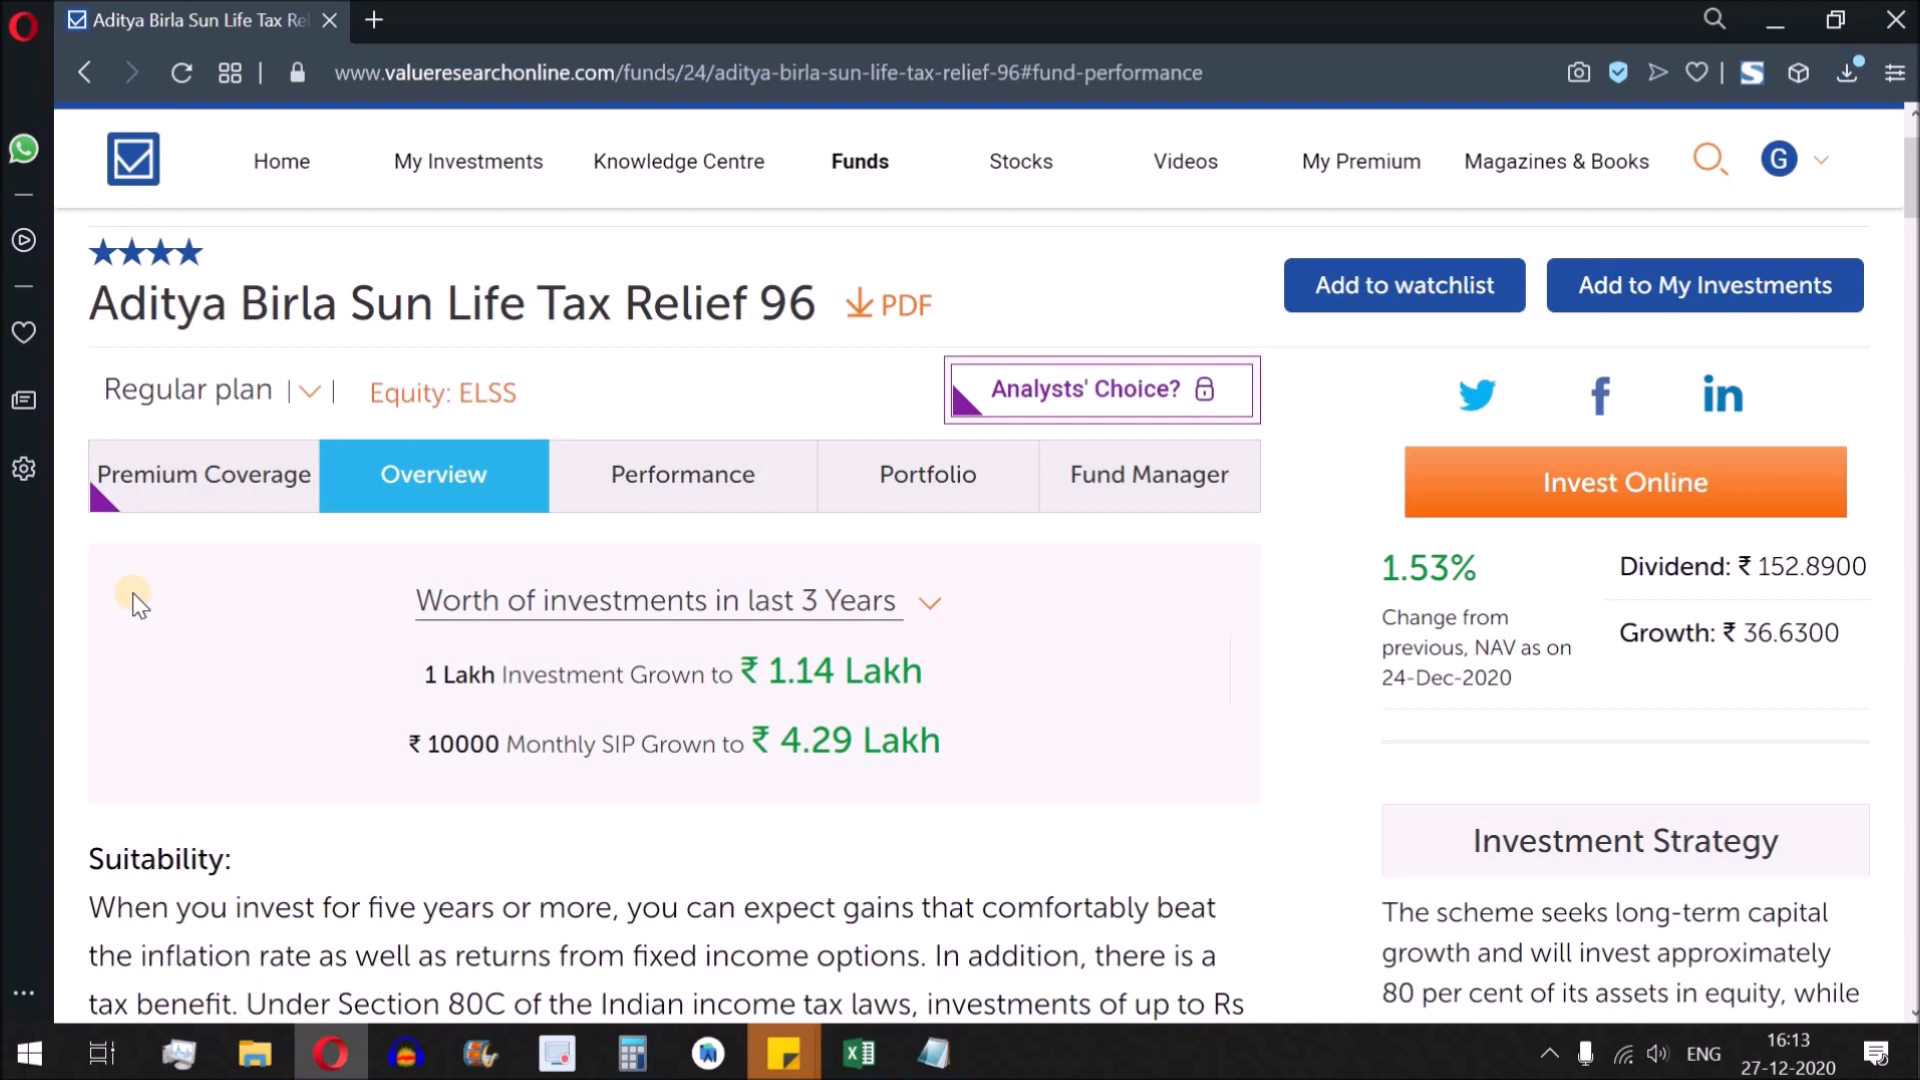 Aditya Birla Sun Life Tax Rel
www.valueresearchonline.com/funds/24/aditya-birla-sun-life-tax-relief-96#fund-performance
Home My Investments Knowledge Centre Funds Stocks Videos My Premium Magazines & Books G
Aditya Birla Sun Life Tax Relief 96 PDF
Add to watchlist Add to My Investments
Regular plan Equity: ELSS
Analysts' Choice?
Premium Coverage Overview Performance Portfolio Fund Manager
Worth of investments in last 3 Years
1 Lakh Investment Grown to ₹ 1.14 Lakh
₹ 10000 Monthly SIP Grown to ₹ 4.29 Lakh
Suitability:
When you invest for five years or more, you can expect gains that comfortably beat
the inflation rate as well as returns from fixed income options. In addition, there is a
tax benefit. Under Section 80C of the Indian income tax laws, investments of up to Rs
Invest Online
1.53%
Change from
previous, NAV as on
24-Dec-2020
Dividend: ₹ 152.8900
Growth: ₹ 36.6300
Investment Strategy
The scheme seeks long-term capital
growth and will invest approximately
80 per cent of its assets in equity, while
ENG
16:13
27-12-2020